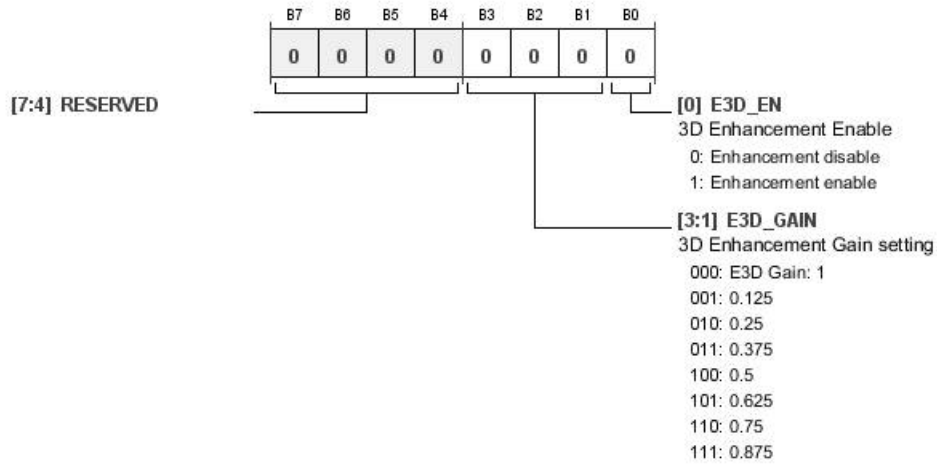 B7 B6 B5 B4 B3 B2 B1 B0
0 0 0 0 0 0 0 0
[7:4] RESERVED
[0] E3D_EN
3D Enhancement Enable
0: Enhancement disable
1: Enhancement enable
[3:1] E3D_GAIN
3D Enhancement Gain setting
000: E3D Gain: 1
001: 0.125
010: 0.25
011: 0.375
100: 0.5
101: 0.625
110: 0.75
111: 0.875